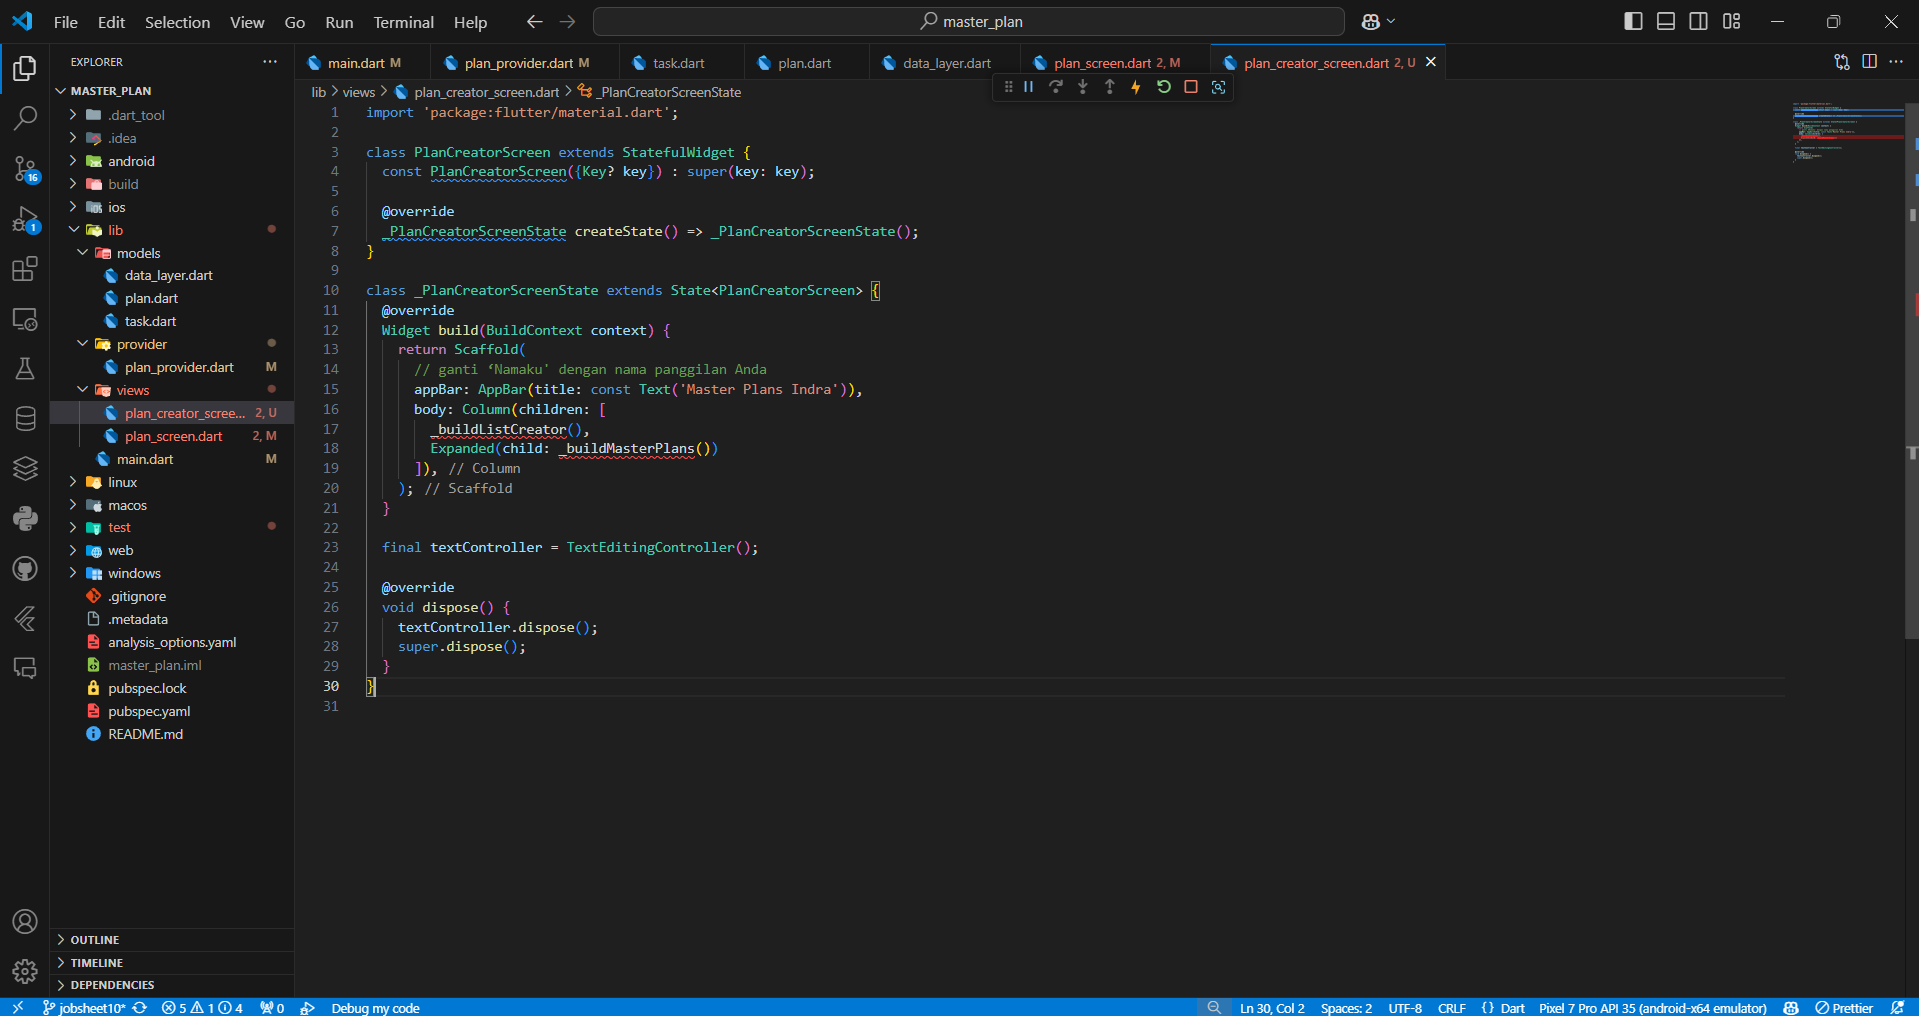 File Edit Selection View Go Run Terminal Help
master_plan
EXPLORER
MASTER_PLAN
.dart_tool
.idea
android
build
ios
lib
models
data_layer.dart
plan.dart
task.dart
provider
plan_provider.dart M
views
plan_creator_scree... 2, U
plan_screen.dart 2, M
main.dart M
linux
macos
test
web
windows
.gitignore
.metadata
analysis_options.yaml
master_plan.iml
pubspec.lock
pubspec.yaml
README.md
OUTLINE
TIMELINE
DEPENDENCIES
16
1
main.dart M plan_provider.dart M task.dart plan.dart data_layer.dart plan_screen.dart 2, M plan_creator_screen.dart 2, U
lib > views > plan_creator_screen.dart > _PlanCreatorScreenState
1 import 'package:flutter/material.dart';
2
3 class PlanCreatorScreen extends StatefulWidget {
4 const PlanCreatorScreen({Key? key}) : super(key: key);
5
6 @override
7 _PlanCreatorScreenState createState() => _PlanCreatorScreenState();
8 }
9
10 class _PlanCreatorScreenState extends State<PlanCreatorScreen> {
11 @override
12 Widget build(BuildContext context) {
13 return Scaffold(
14 // ganti ‘Namaku' dengan nama panggilan Anda
15 appBar: AppBar(title: const Text('Master Plans Indra')),
16 body: Column(children: [
17 _buildListCreator(),
18 Expanded(child: _buildMasterPlans())
19 ]), // Column
20 ); // Scaffold
21 }
22
23 final textController = TextEditingController();
24
25 @override
26 void dispose() {
27 textController.dispose();
28 super.dispose();
29 }
30 }
31
jobsheet10* 5 1 4 0 Debug my code Ln 30, Col 2 Spaces: 2 UTF-8 CRLF {} Dart Pixel 7 Pro API 35 (android-x64 emulator) Prettier